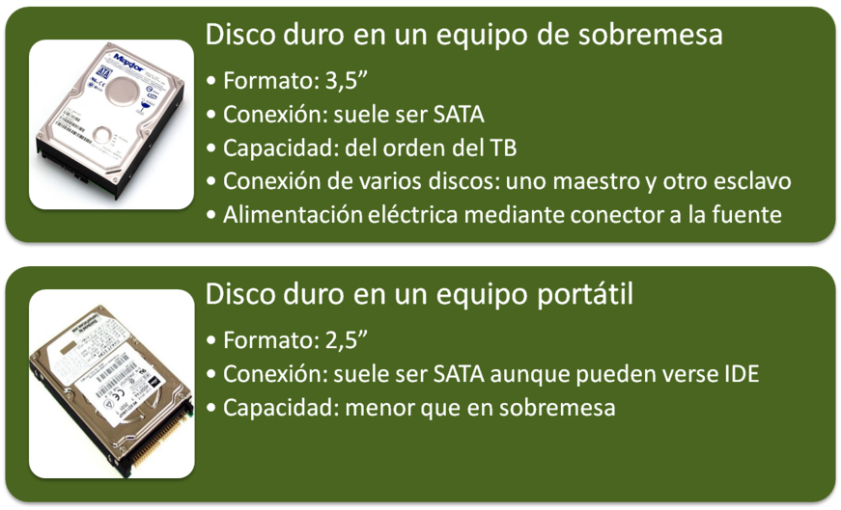 Disco duro en un equipo de sobremesa
• Formato: 3,5”
• Conexión: suele ser SATA
• Capacidad: del orden del TB
• Conexión de varios discos: uno maestro y otro esclavo
• Alimentación eléctrica mediante conector a la fuente
Maxtor
SATA
Disco duro en un equipo portátil
• Formato: 2,5”
• Conexión: suele ser SATA aunque pueden verse IDE
• Capacidad: menor que en sobremesa